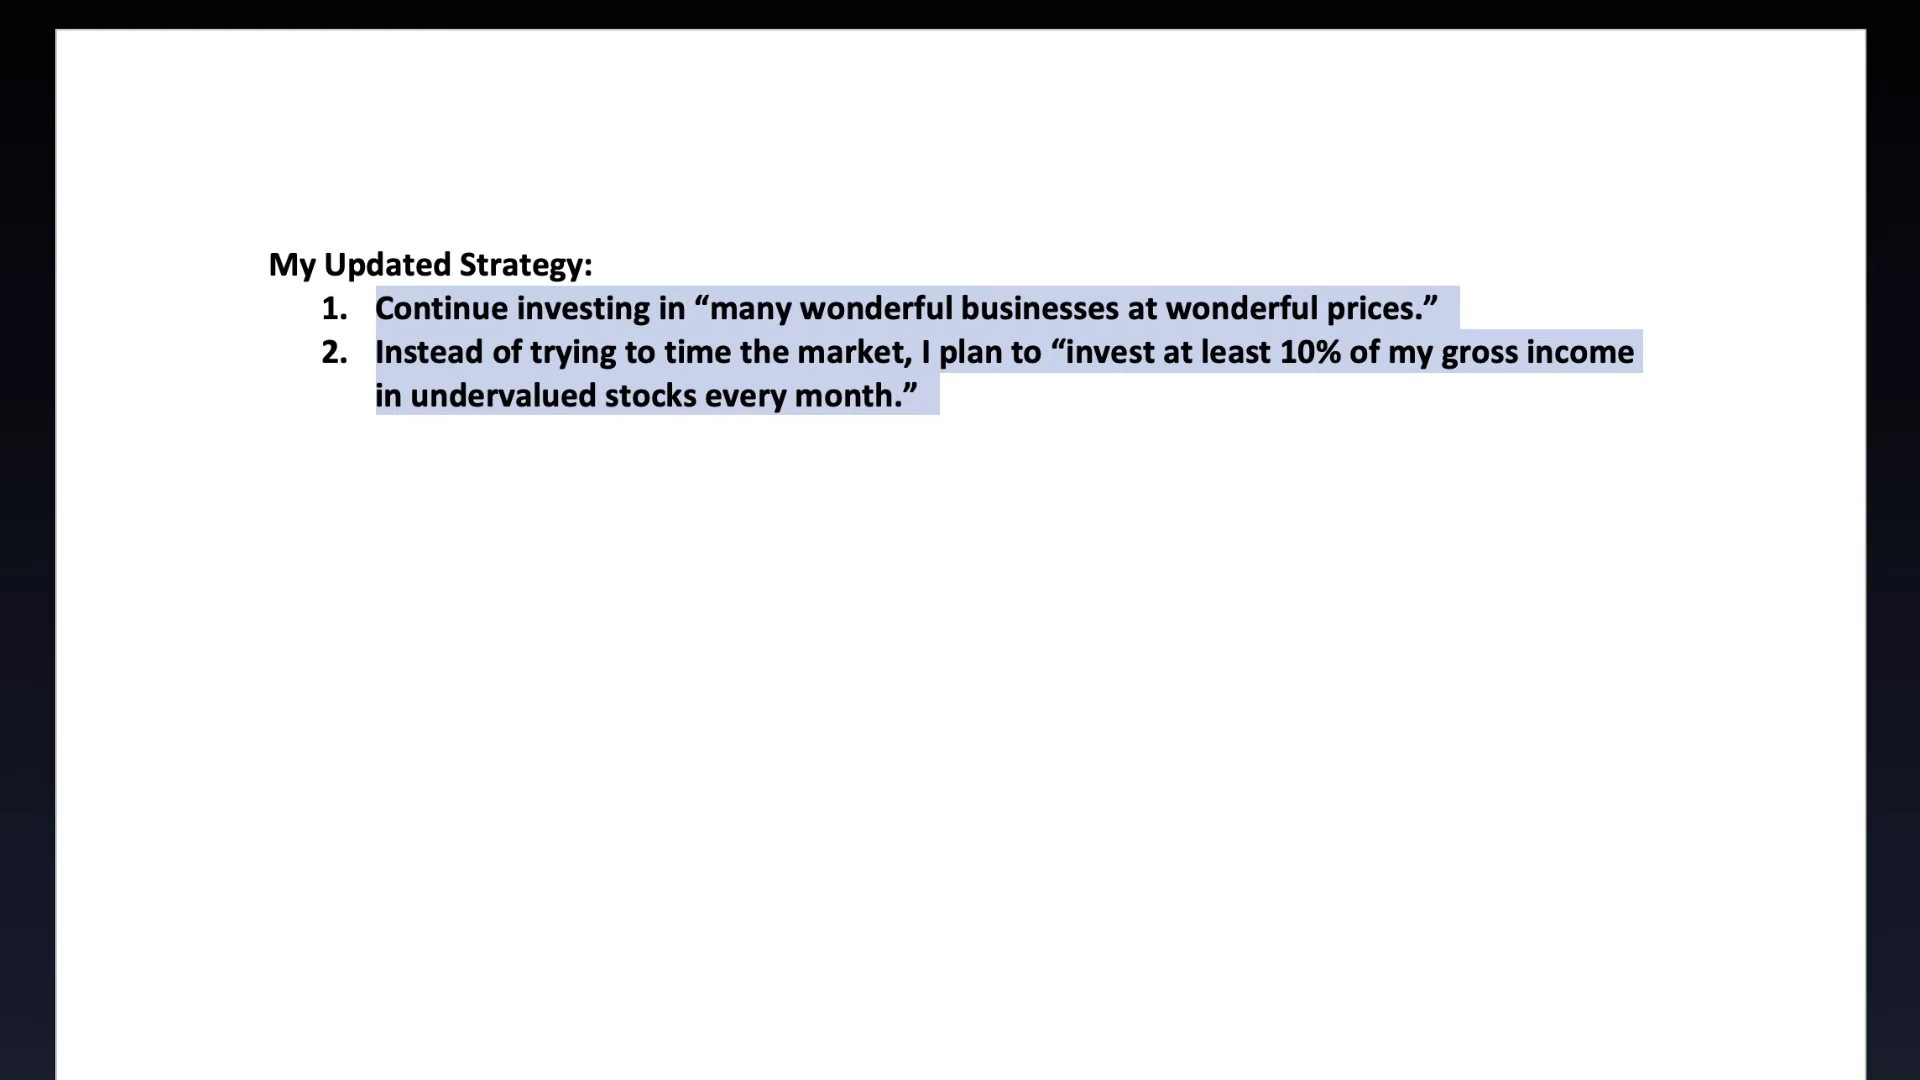 My Updated Strategy:
1. Continue investing in “many wonderful businesses at wonderful prices.”
2. Instead of trying to time the market, I plan to “invest at least 10% of my gross income
in undervalued stocks every month.”